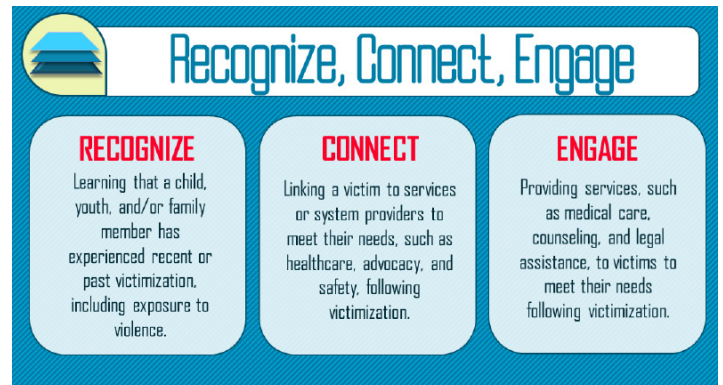 Recognize, Connect, Engage
RECOGNIZE
Learning that a child,
youth, and/or family
member has
experienced recent or
past victimization,
including exposure to
violence.
CONNECT
Linking a victim to services
or system providers to
meet their needs, such as
healthcare, advocacy, and
safety, following
victimization.
ENGAGE
Providing services, such
as medical care,
counseling, and legal
assistance, to victims to
meet their needs
following victimization.